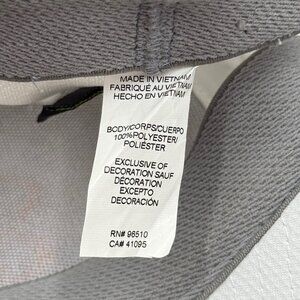 MADE IN VIETNAM
FABRIQUÉ AU VIETNAM
HECHO EN VIETNAM
BODY/CORPS/CUERPO
100%POLYESTER/
POLIÉSTER
EXCLUSIVE OF
DECORATION SAUF
DÉCORATION
EXCEPTO
DECORACIÓN
RN# 96510
CA# 41095